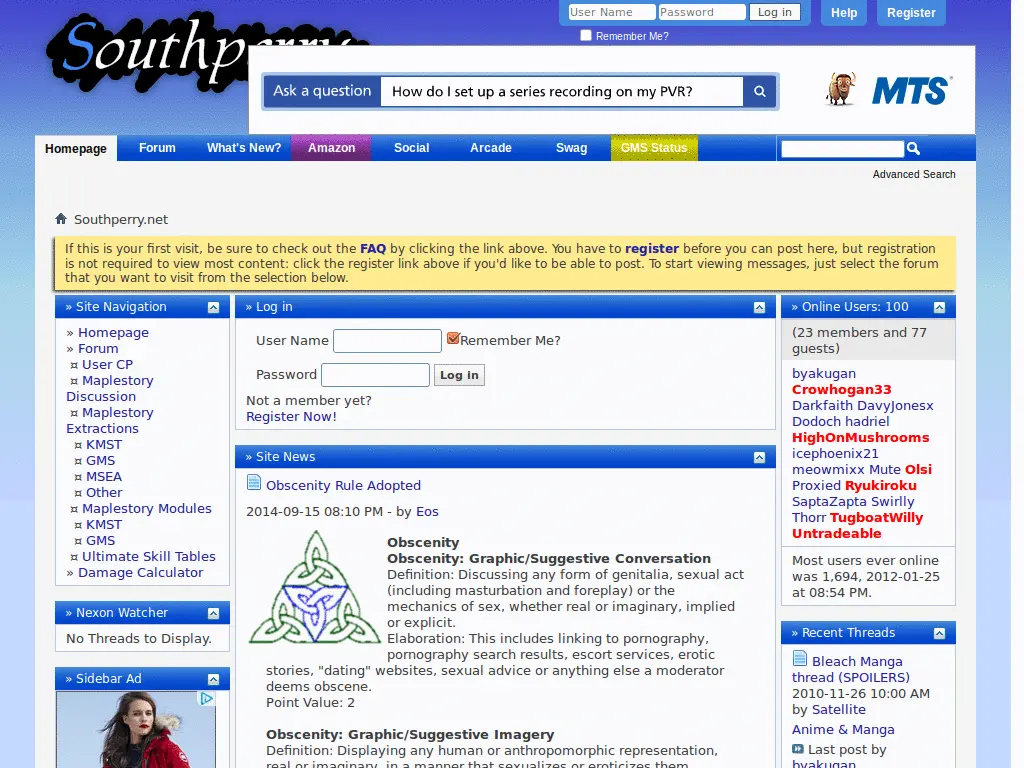 User Name Password Log in Help Register
Remember Me?
Ask a question How do I set up a series recording on my PVR? MTS
Homepage Forum What's New? Amazon Social Arcade Swag GMS Status
Advanced Search
Southperry.net
If this is your first visit, be sure to check out the FAQ by clicking the link above. You have to register before you can post here, but registration
is not required to view most content: click the register link above if you'd like to be able to post. To start viewing messages, just select the forum
that you want to visit from the selection below.
» Site Navigation
» Homepage
» Forum
¤ User CP
¤ Maplestory
Discussion
¤ Maplestory
Extractions
¤ KMST
¤ GMS
¤ MSEA
¤ Other
¤ Maplestory Modules
¤ KMST
¤ GMS
¤ Ultimate Skill Tables
» Damage Calculator
» Nexon Watcher
No Threads to Display.
» Sidebar Ad
» Log in
User Name Remember Me?
Password Log in
Not a member yet?
Register Now!
» Site News
Obscenity Rule Adopted
2014-09-15 08:10 PM - by Eos
Obscenity
Obscenity: Graphic/Suggestive Conversation
Definition: Discussing any form of genitalia, sexual act
(including masturbation and foreplay) or the
mechanics of sex, whether real or imaginary, implied
or explicit.
Elaboration: This includes linking to pornography,
pornography search results, escort services, erotic
stories, "dating" websites, sexual advice or anything else a moderator
deems obscene.
Point Value: 2
Obscenity: Graphic/Suggestive Imagery
Definition: Displaying any human or anthropomorphic representation,
real or imaginary, in a manner that sexualizes or eroticizes them.
» Online Users: 100
(23 members and 77
guests)
byakugan
Crowhogan33
Darkfaith DavyJonesx
Dodoch hadriel
HighOnMushrooms
icephoenix21
meowmixx Mute Olsi
Proxied Ryukiroku
SaptaZapta Swirlly
Thorr TugboatWilly
Untradeable
Most users ever online
was 1,694, 2012-01-25
at 08:54 PM.
» Recent Threads
Bleach Manga
thread (SPOILERS)
2010-11-26 10:00 AM
by Satellite
Anime & Manga
Last post by
byakugan